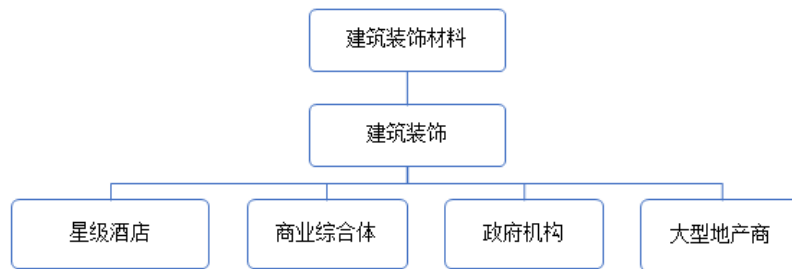 建筑装饰材料
建筑装饰
星级酒店
商业综合体
政府机构
大型地产商